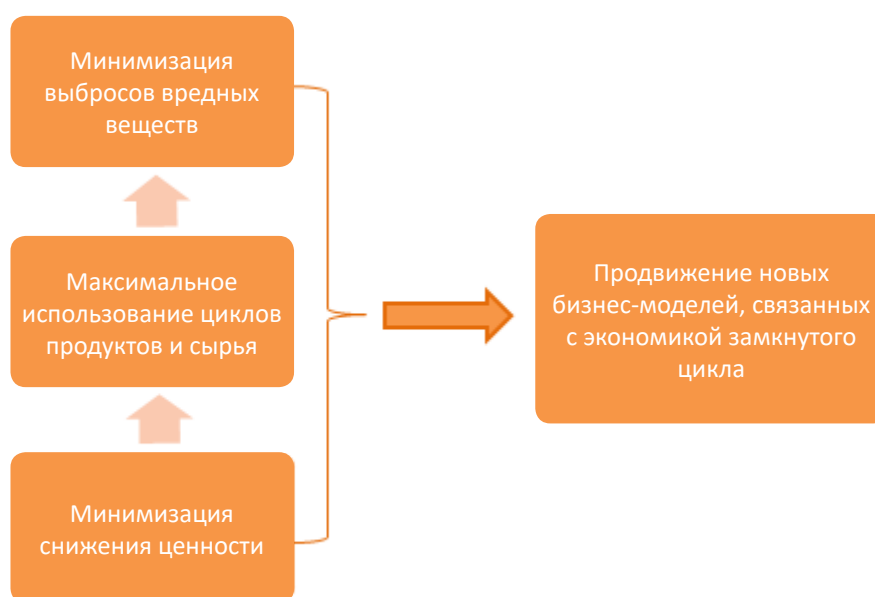 Минимизация
выбросов вредных
веществ
Максимальное
использование циклов
продуктов и сырья
Минимизация
снижения ценности
Продвижение новых
бизнес-моделей, связанных
с экономикой замкнутого
цикла